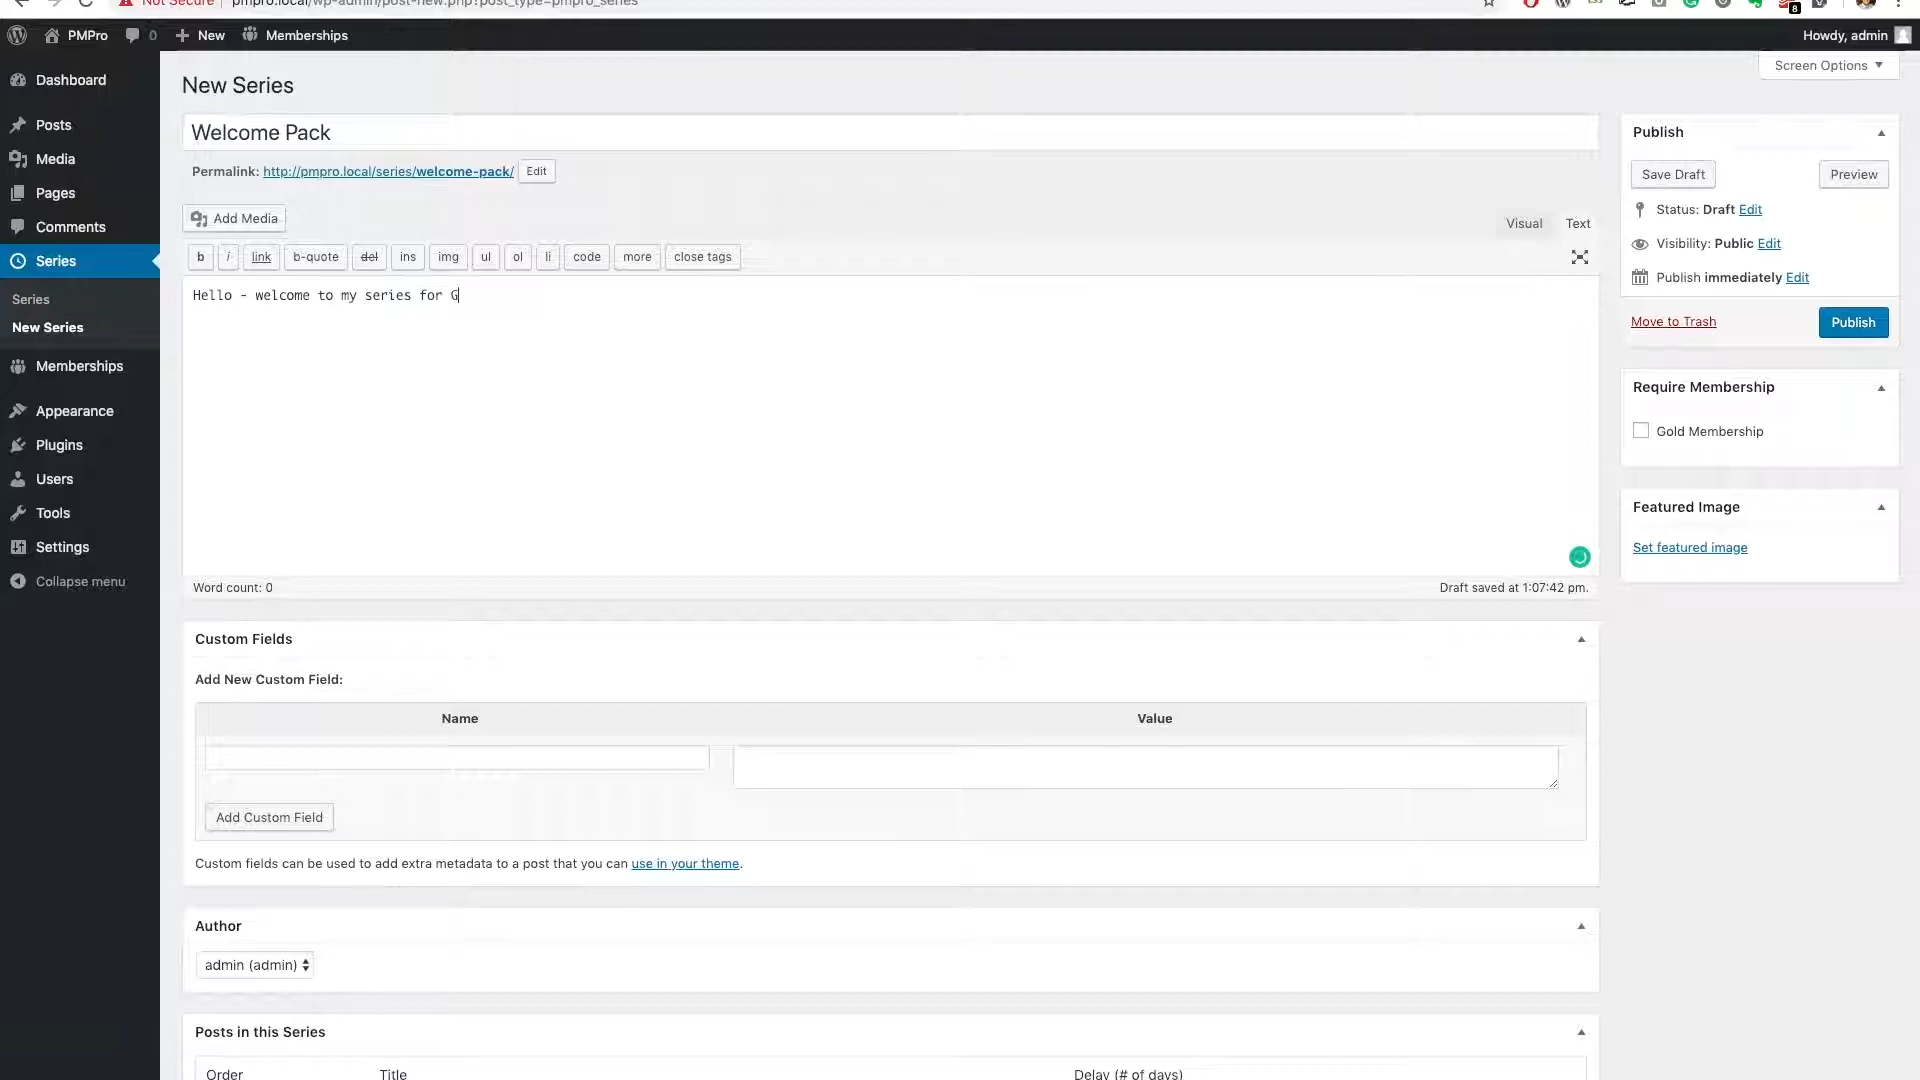 Not Secure pmpro.local/wp-admin/post-new.php?post_type=pmpro_series
8
PMPro 0 New Memberships Howdy, admin
Dashboard
Posts
Media
Pages
Comments
Series
Series
New Series
Memberships
Appearance
Plugins
Users
Tools
Settings
Collapse menu
Screen Options
New Series
Welcome Pack
Permalink: http://pmpro.local/series/welcome-pack/ Edit
Add Media
Visual Text
b i link b-quote del ins img ul ol li code more close tags
Hello - welcome to my series for G
Word count: 0
Draft saved at 1:07:42 pm.
Custom Fields
Add New Custom Field:
Name Value
Add Custom Field
Custom fields can be used to add extra metadata to a post that you can use in your theme.
Author
admin (admin)
Posts in this Series
Order Title Delay (# of days)
Publish
Save Draft Preview
Status: Draft Edit
Visibility: Public Edit
Publish immediately Edit
Move to Trash Publish
Require Membership
Gold Membership
Featured Image
Set featured image